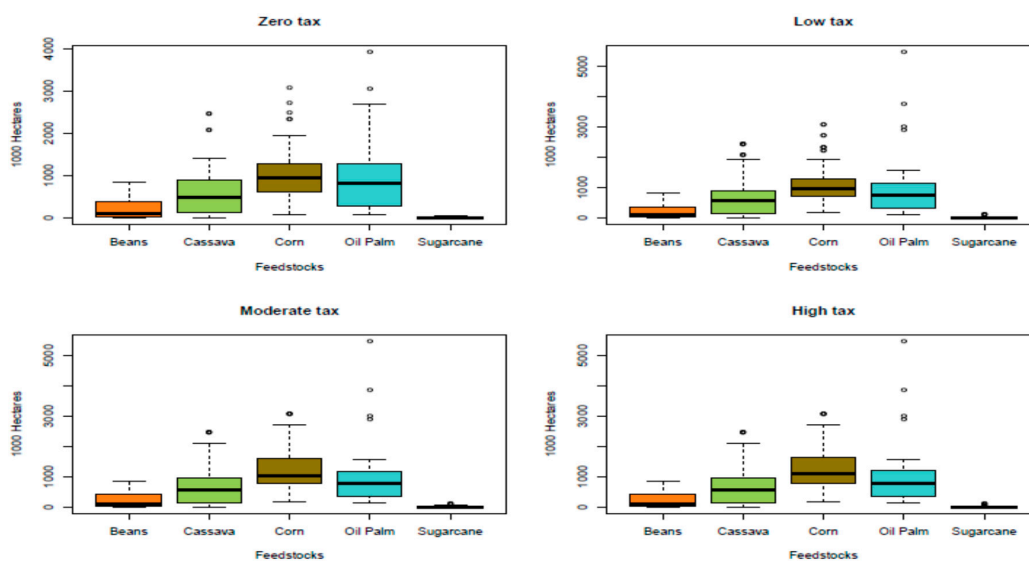 Zero tax
1000 Hectares
4000
3000
2000
1000
0
Beans Cassava Corn Oil Palm Sugarcane
Feedstocks
Low tax
1000 Hectares
5000
3000
1000
0
Beans Cassava Corn Oil Palm Sugarcane
Feedstocks
Moderate tax
1000 Hectares
5000
3000
1000
0
Beans Cassava Corn Oil Palm Sugarcane
Feedstocks
High tax
1000 Hectares
5000
3000
1000
0
Beans Cassava Corn Oil Palm Sugarcane
Feedstocks